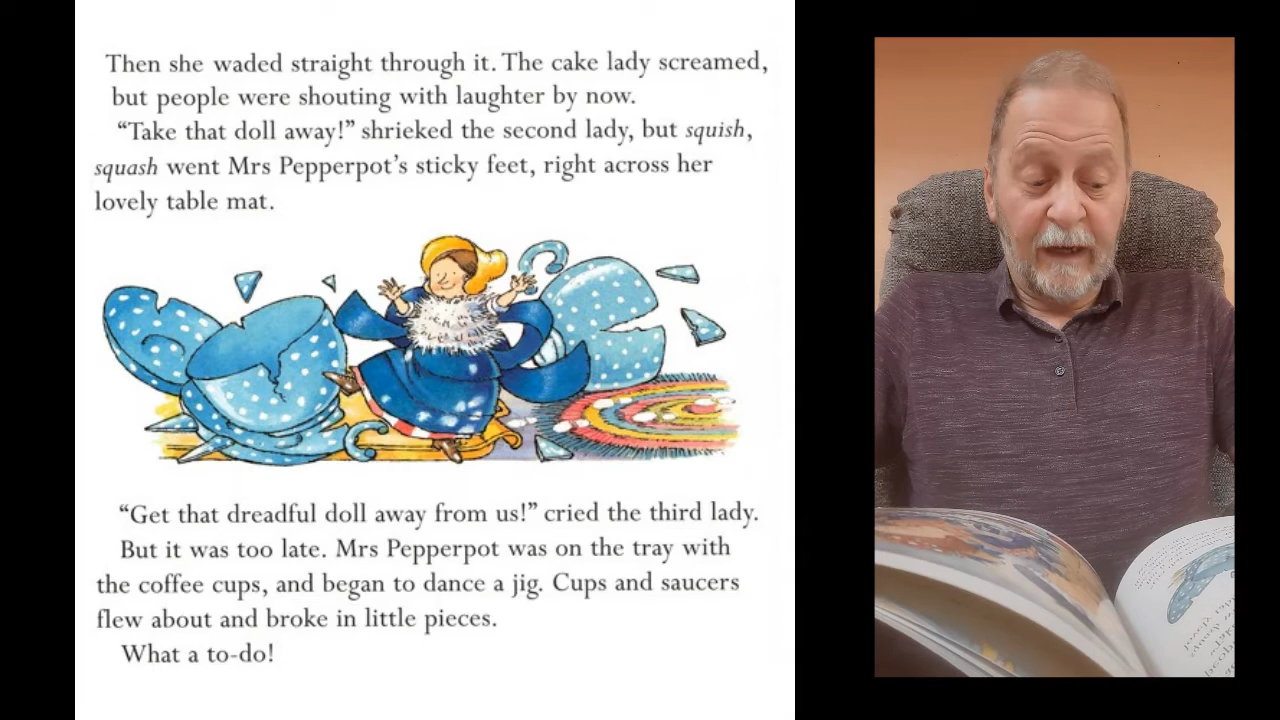 Then she waded straight through it. The cake lady screamed,
but people were shouting with laughter by now.
“Take that doll away!” shrieked the second lady, but squish,
squash went Mrs Pepperpot’s sticky feet, right across her
lovely table mat.
“Get that dreadful doll away from us!” cried the third lady.
But it was too late. Mrs Pepperpot was on the tray with
the coffee cups, and began to dance a jig. Cups and saucers
flew about and broke in little pieces.
What a to-do!